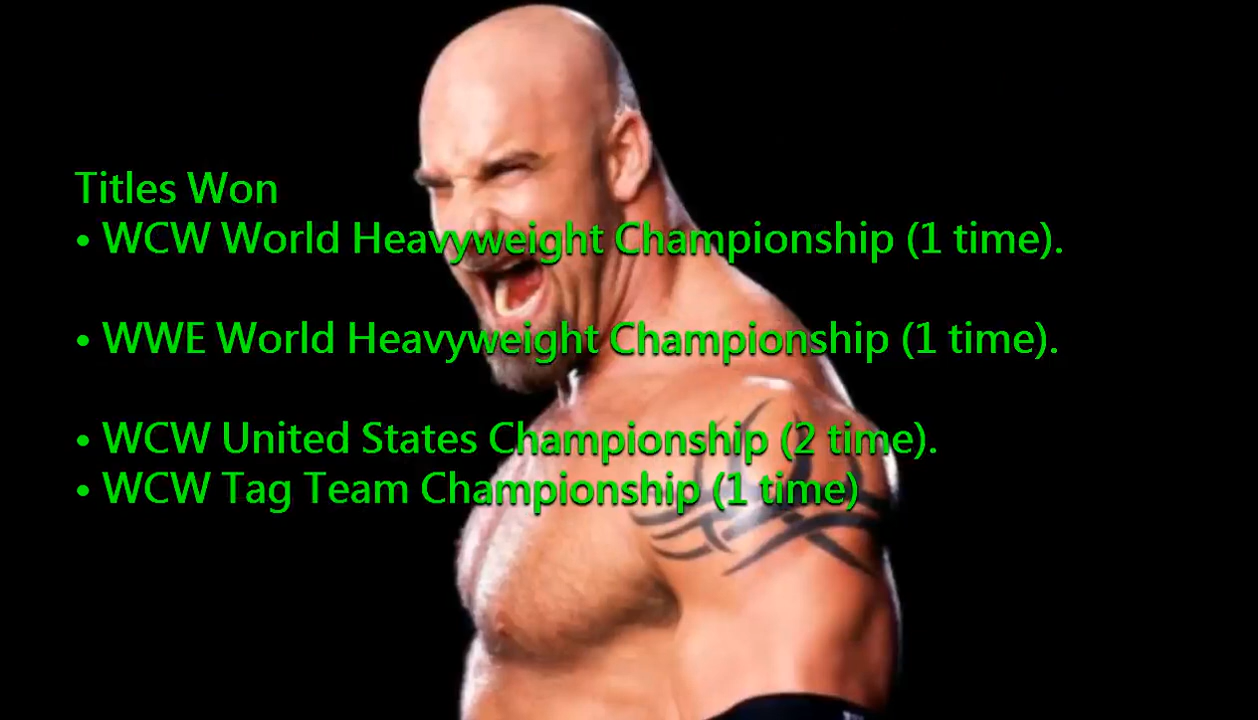 Titles Won
• WCW World Heavyweight Championship (1 time).
• WWE World Heavyweight Championship (1 time).
• WCW United States Championship (2 time).
• WCW Tag Team Championship (1 time)